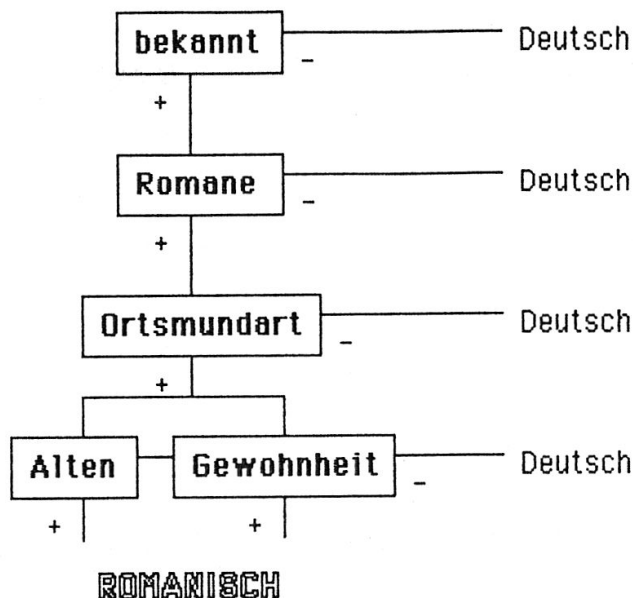 bekannt - Deutsch
+
Romane - Deutsch
+
Ortsmundart - Deutsch
+
Alten Gewohnheit - Deutsch
+ +
ROMANISCH